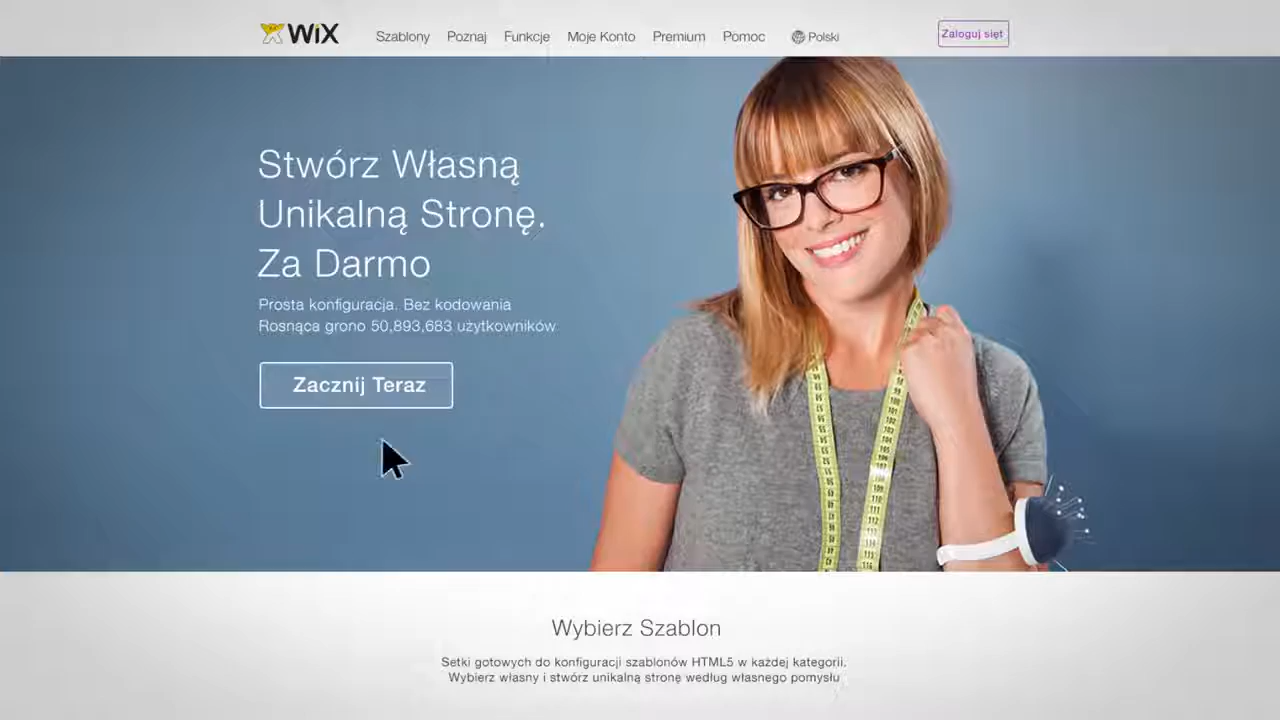 WiX
Szablony Poznaj Funkcje Moje Konto Premium Pomoc Polski Zaloguj sięt
Stwórz Własną
Unikalną Stronę.
Za Darmo
Prosta konfiguracja. Bez kodowania
Rosnąca grono 50,893,683 użytkowników
Zacznij Teraz
Wybierz Szablon
Setki gotowych do konfiguracji szablonów HTML5 w każdej kategorii.
Wybierz własny i stwórz unikalną stronę według własnego pomysłu